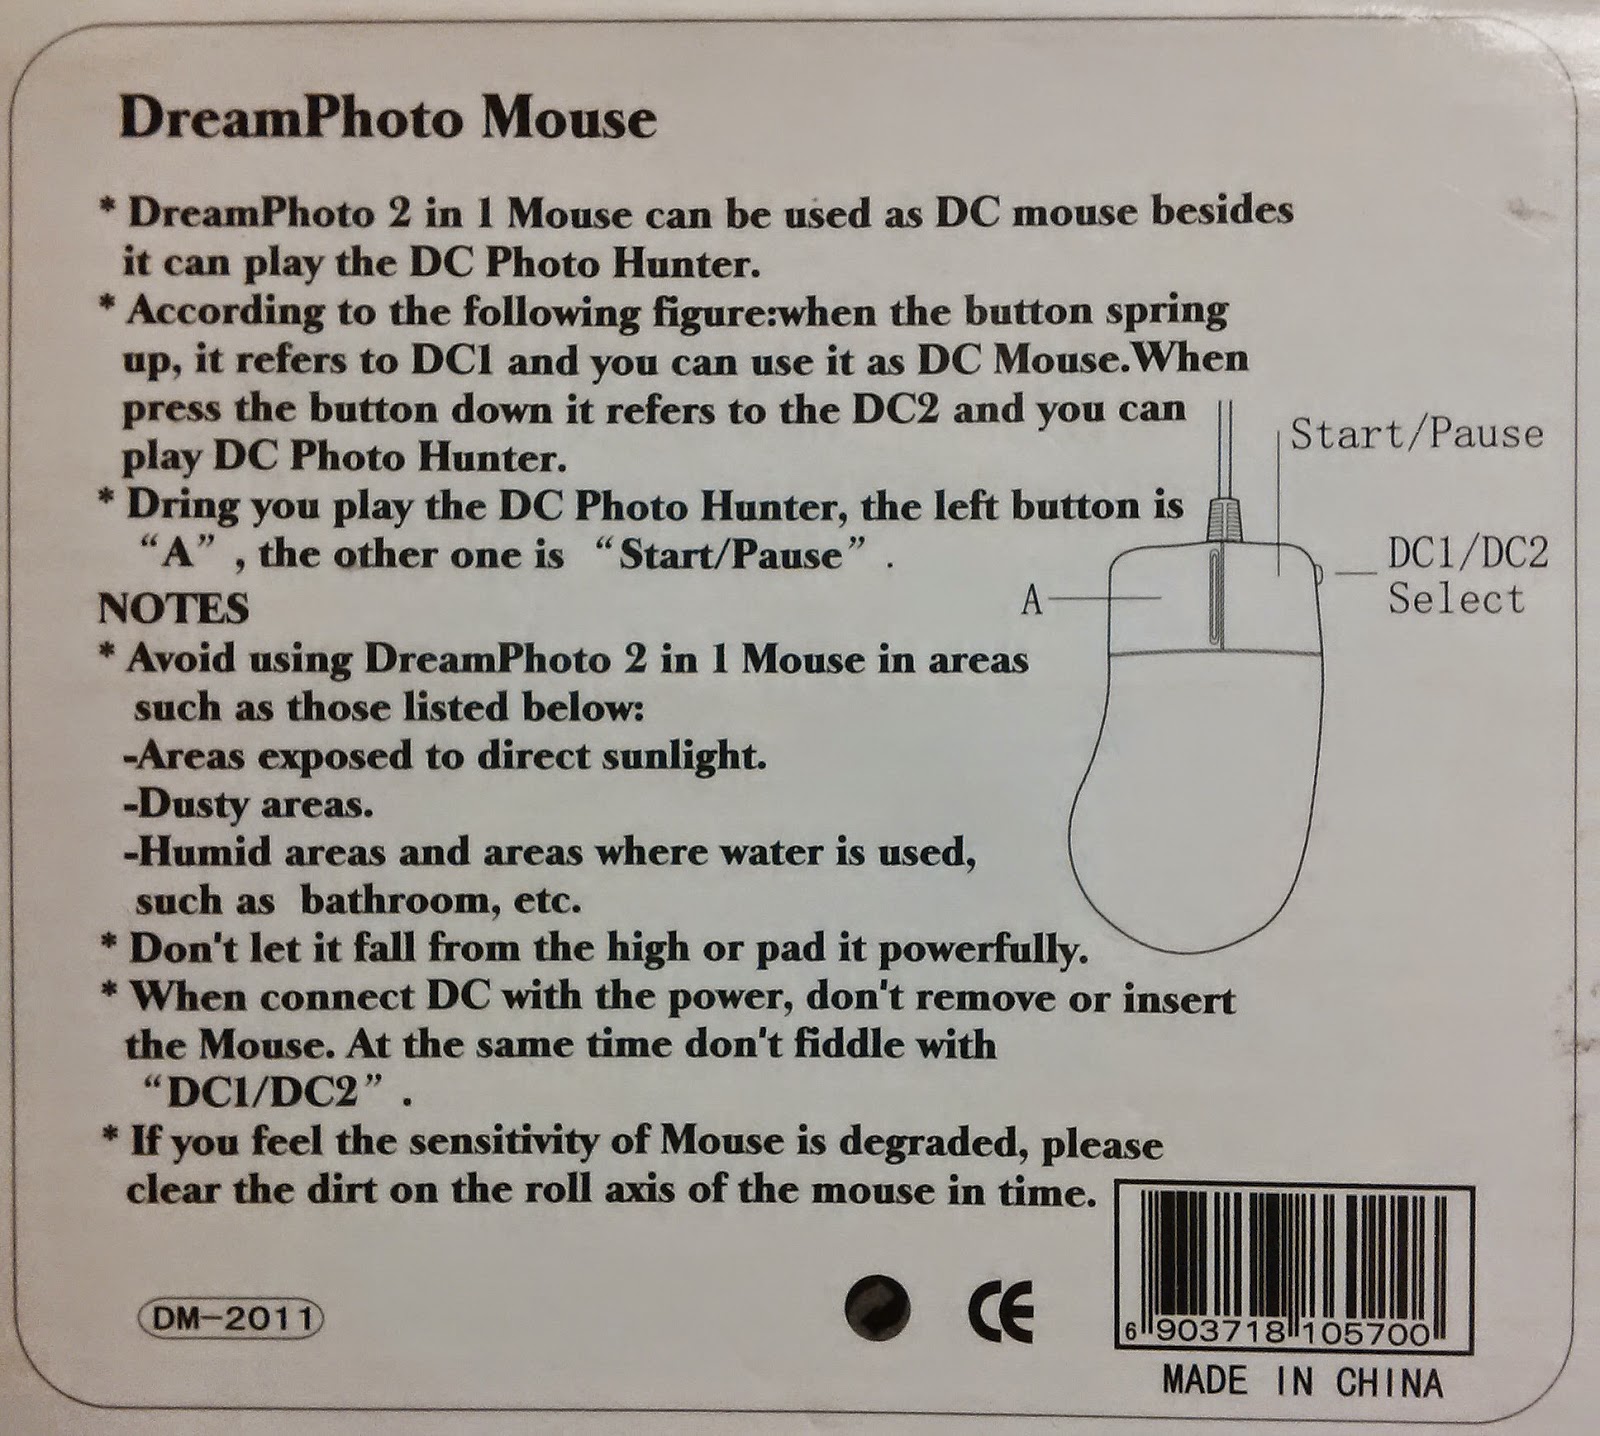 DreamPhoto Mouse
* DreamPhoto 2 in 1 Mouse can be used as DC mouse besides
it can play the DC Photo Hunter.
* According to the following figure:when the button spring
up, it refers to DC1 and you can use it as DC Mouse.When
press the button down it refers to the DC2 and you can
play DC Photo Hunter.
* Dring you play the DC Photo Hunter, the left button is
“A” , the other one is “Start/Pause” .
Start/Pause
DC1/DC2
Select
A
NOTES
* Avoid using DreamPhoto 2 in 1 Mouse in areas
such as those listed below:
-Areas exposed to direct sunlight.
-Dusty areas.
-Humid areas and areas where water is used,
such as bathroom, etc.
* Don't let it fall from the high or pad it powerfully.
* When connect DC with the power, don't remove or insert
the Mouse. At the same time don't fiddle with
“DC1/DC2” .
* If you feel the sensitivity of Mouse is degraded, please
clear the dirt on the roll axis of the mouse in time.
DM-2011
CE
6 903718 105700
MADE IN CHINA